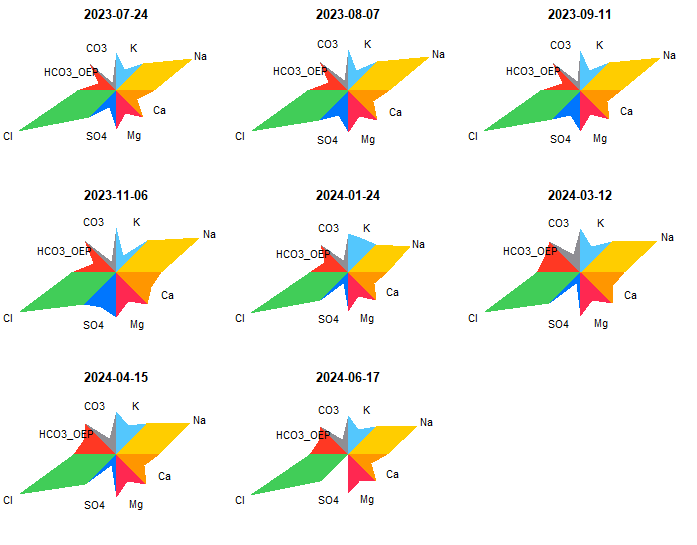 2023-07-24
2023-08-07
2023-09-11
CO3 K
Na
HCO3_OEP
Ca
Cl
SO4 Mg
CO3 K
Na
HCO3_OEP
Ca
Cl
SO4 Mg
CO3 K
Na
HCO3_OEP
Ca
Cl
SO4 Mg
2023-11-06
2024-01-24
2024-03-12
CO3 K
Na
HCO3_OEP
Ca
Cl
SO4 Mg
CO3 K
Na
HCO3_OEP
Ca
Cl
SO4 Mg
CO3 K
Na
HCO3_OEP
Ca
Cl
SO4 Mg
2024-04-15
2024-06-17
CO3 K
Na
HCO3_OEP
Ca
Cl
SO4 Mg
CO3 K
Na
HCO3_OEP
Ca
Cl
SO4 Mg